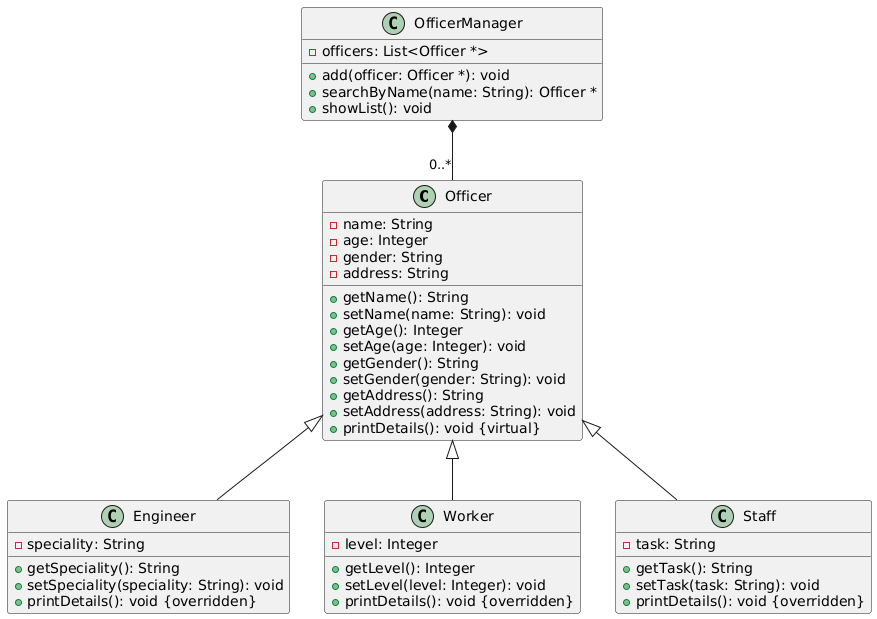 C OfficerManager
officers: List<Officer *>
add(officer: Officer *): void
searchByName(name: String): Officer *
showList(): void
0..*
C Officer
name: String
age: Integer
gender: String
address: String
getName(): String
setName(name: String): void
getAge(): Integer
setAge(age: Integer): void
getGender(): String
setGender(gender: String): void
getAddress(): String
setAddress(address: String): void
printDetails(): void {virtual}
C Engineer
speciality: String
getSpeciality(): String
setSpeciality(speciality: String): void
printDetails(): void {overridden}
C Worker
level: Integer
getLevel(): Integer
setLevel(level: Integer): void
printDetails(): void {overridden}
C Staff
task: String
getTask(): String
setTask(task: String): void
printDetails(): void {overridden}